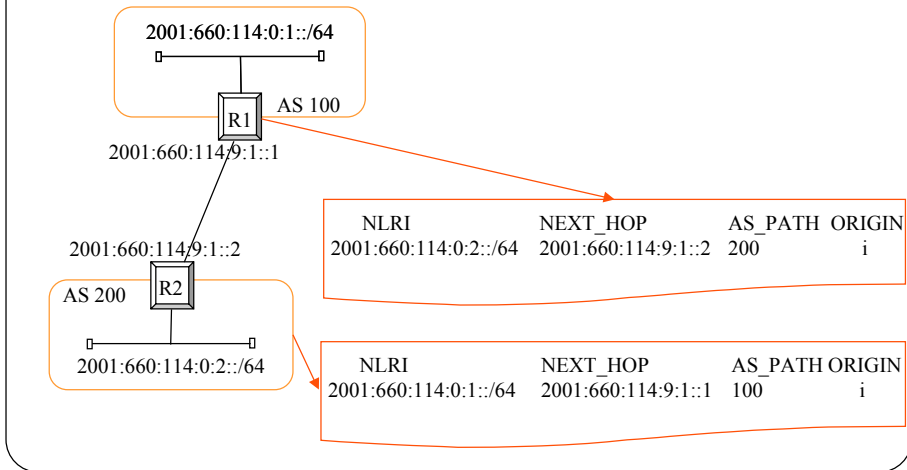 2001:660:114:0:1::/64
AS 100
R1
2001:660:114:9:1::1
NLRI NEXT_HOP AS_PATH ORIGIN
2001:660:114:0:2::/64 2001:660:114:9:1::2 200 i
2001:660:114:9:1::2
AS 200
R2
2001:660:114:0:2::/64
NLRI NEXT_HOP AS_PATH ORIGIN
2001:660:114:0:1::/64 2001:660:114:9:1::1 100 i